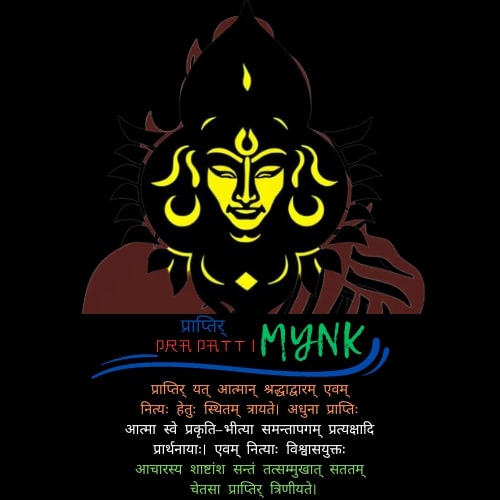 प्राप्तिर्
PRAPATTI MYNK
प्राप्तिर् यत् आत्मान् श्रद्धाद्वारम् एवम्
नित्यः हेतुः स्थितम् त्रायते। अधुना प्राप्तिः
आत्मा स्वे प्रकृति-भीत्या समन्तापगम् प्रत्यक्षादि
प्रार्थनायाः। एवम् नित्याः विश्वासयुक्तः
आचारस्य शाष्टांश सन्तं तत्सम्मुखात् सततम्
चेतसा प्राप्तिर् त्रिणीयते।